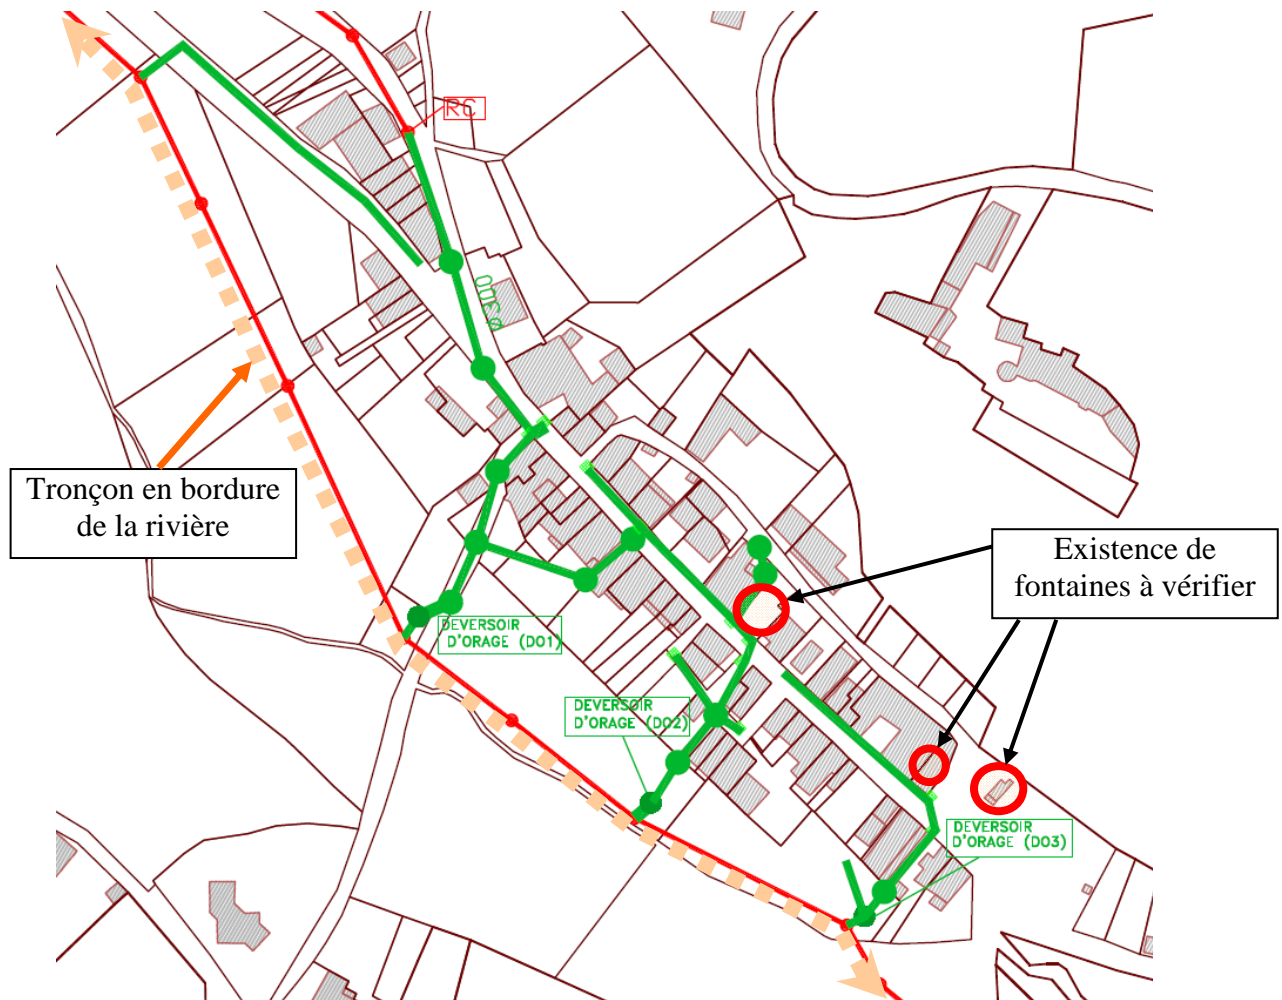 RC
Tronçon en bordure
de la rivière
Existence de
fontaines à vérifier
DEVERSOIR
D'ORAGE (DO1)
DEVERSOIR
D'ORAGE (DO2)
DEVERSOIR
D'ORAGE (DO3)